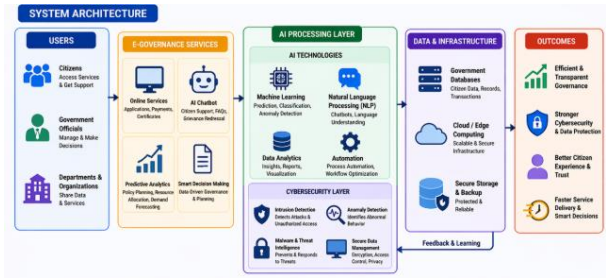 SYSTEM ARCHITECTURE
USERS
Citizens
Access Services
& Get Support
Government
Officials
Manage & Make
Decisions
Departments &
Organizations
Share Data
& Services
E-GOVERNANCE SERVICES
Online Services
Applications, Payments,
Certificates
AI Chatbot
Citizen Support, FAQs,
Grievance Redressal
Predictive Analytics
Policy Planning, Resource
Allocation, Demand
Forecasting
Smart Decision Making
Data-Driven Governance
& Planning
AI PROCESSING LAYER
AI TECHNOLOGIES
Machine Learning
Prediction, Classification,
Anomaly Detection
Natural Language
Processing (NLP)
Chatbots, Language
Understanding
Data Analytics
Insights, Reports,
Visualization
Automation
Process Automation,
Workflow Optimization
CYBERSECURITY LAYER
Intrusion Detection
Detects Attacks &
Unauthorized Access
Anomaly Detection
Identifies Abnormal
Behavior
Malware & Threat
Intelligence
Prevents & Responds
to Threats
Secure Data
Management
Encryption, Access
Control, Privacy
DATA & INFRASTRUCTURE
Government
Databases
Citizen Data, Records,
Transactions
Cloud / Edge
Computing
Scalable & Secure
Infrastructure
Secure Storage
& Backup
Protected &
Reliable
Feedback & Learning
OUTCOMES
Efficient &
Transparent
Governance
Stronger
Cybersecurity
& Data Protection
Better Citizen
Experience &
Trust
Faster Service
Delivery &
Smart Decisions